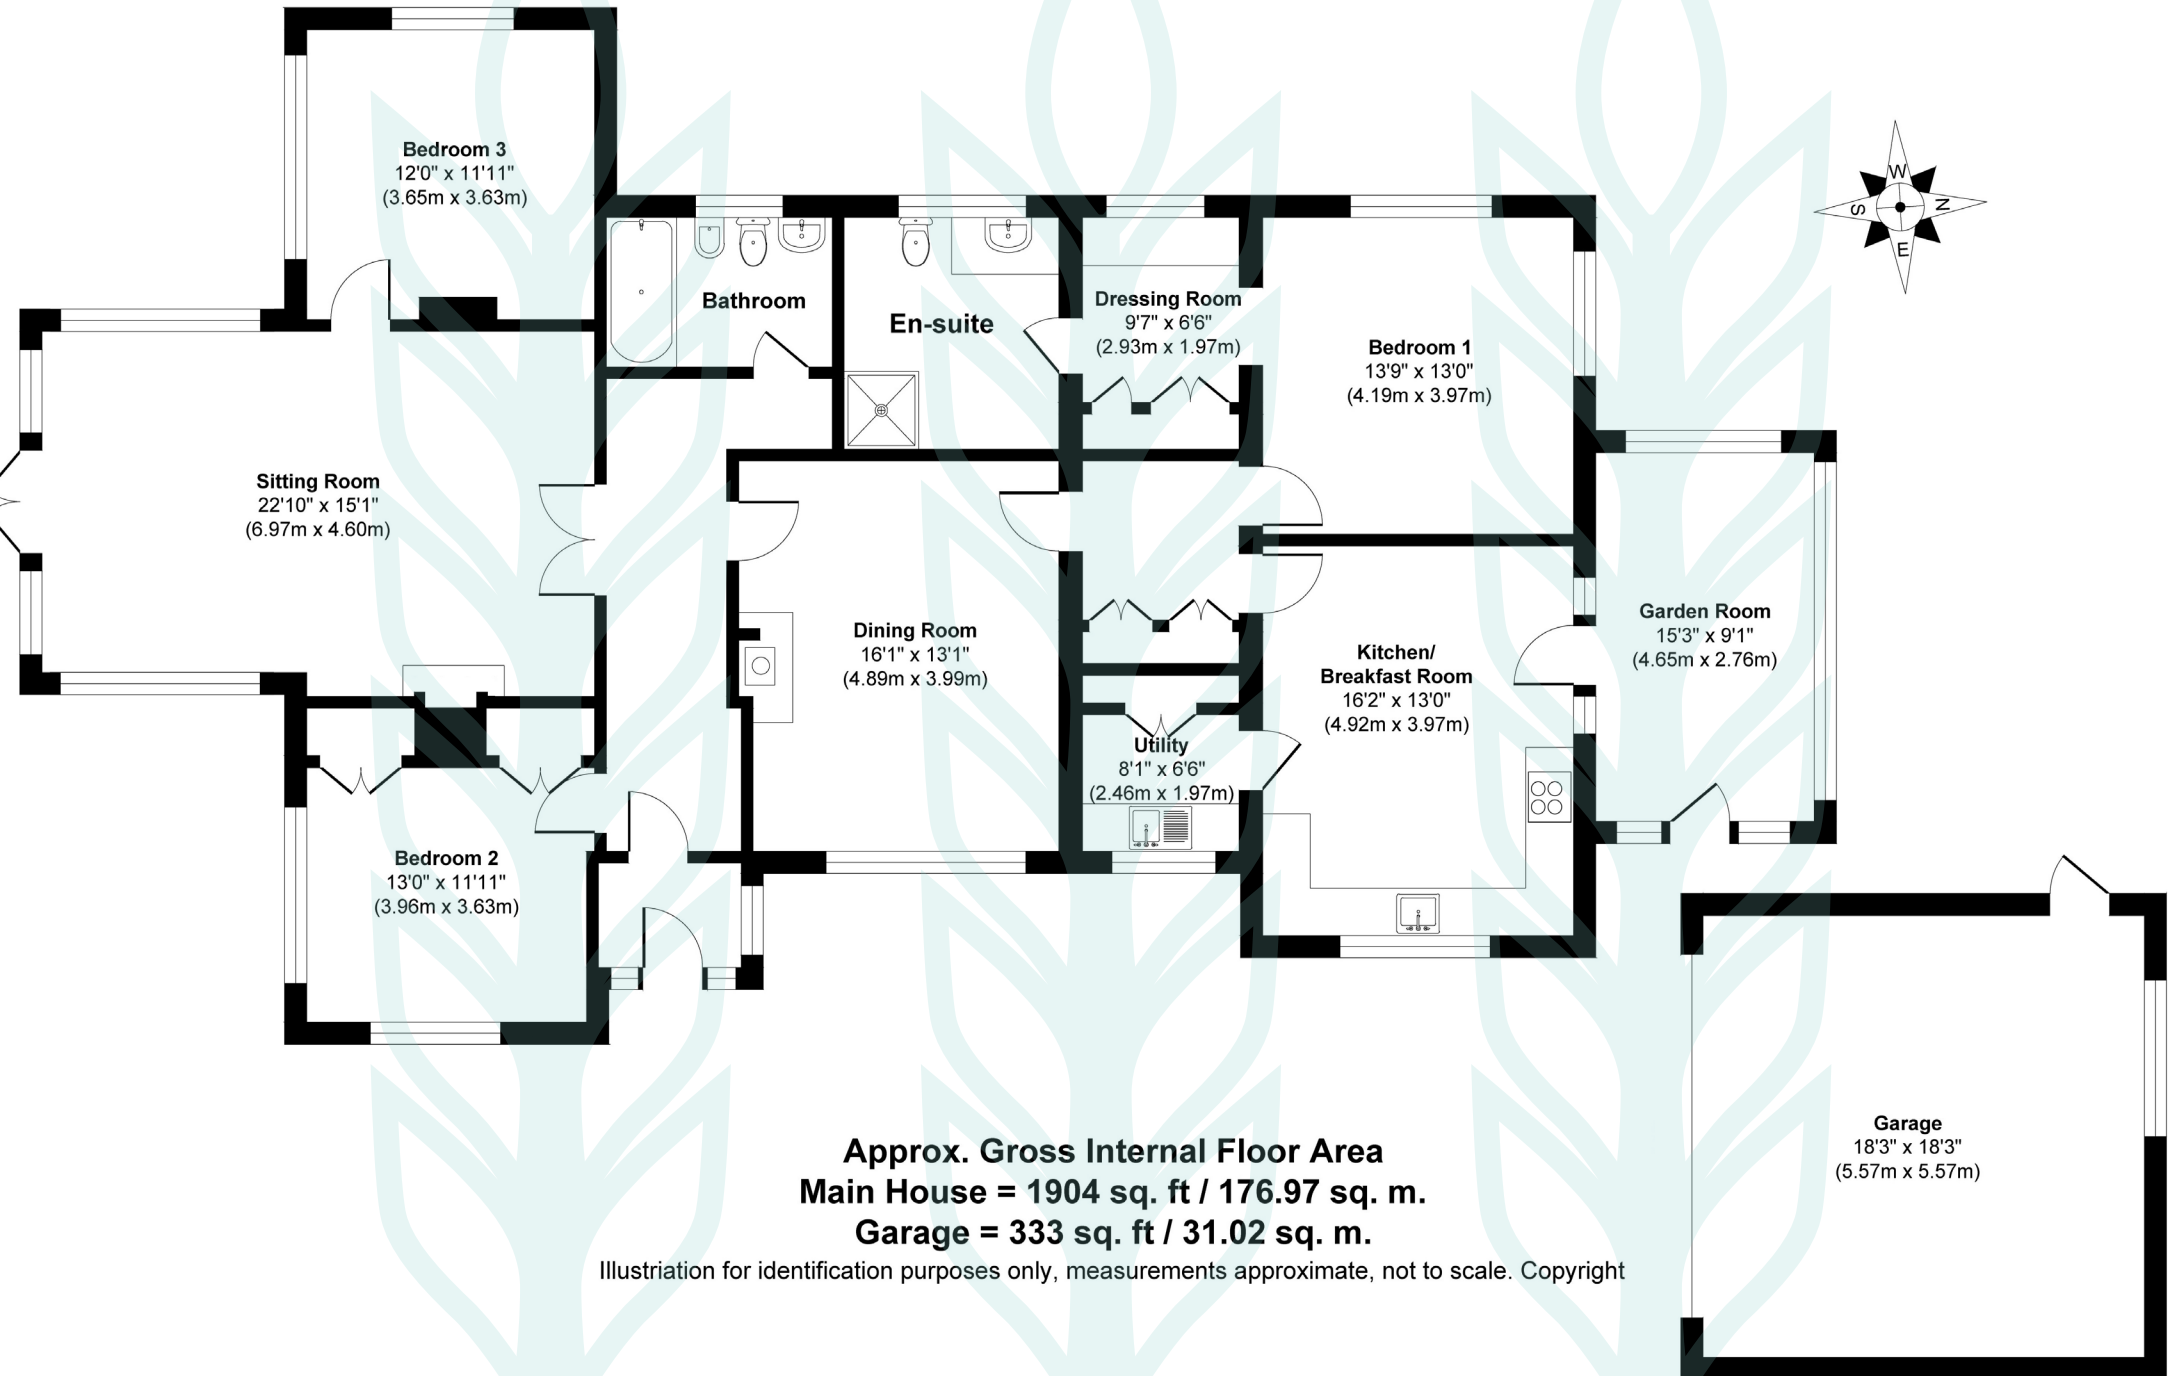 Bedroom 3
12'0" x 11'11"
(3.65m x 3.63m)
W
S
N
E
Bathroom
En-suite
Dressing Room
9'7" x 6'6"
(2.93m x 1.97m)
Bedroom 1
13'9" x 13'0"
(4.19m x 3.97m)
Sitting Room
22'10" x 15'1"
(6.97m x 4.60m)
Dining Room
16'1" x 13'1"
(4.89m x 3.99m)
Kitchen/
Breakfast Room
16'2" x 13'0"
(4.92m x 3.97m)
Garden Room
15'3" x 9'1"
(4.65m x 2.76m)
Utility
8'1" x 6'6"
(2.46m x 1.97m)
Bedroom 2
13'0" x 11'11"
(3.96m x 3.63m)
Garage
18'3" x 18'3"
(5.57m x 5.57m)
Approx. Gross Internal Floor Area
Main House = 1904 sq. ft / 176.97 sq. m.
Garage = 333 sq. ft / 31.02 sq. m.
Illustriation for identification purposes only, measurements approximate, not to scale. Copyright